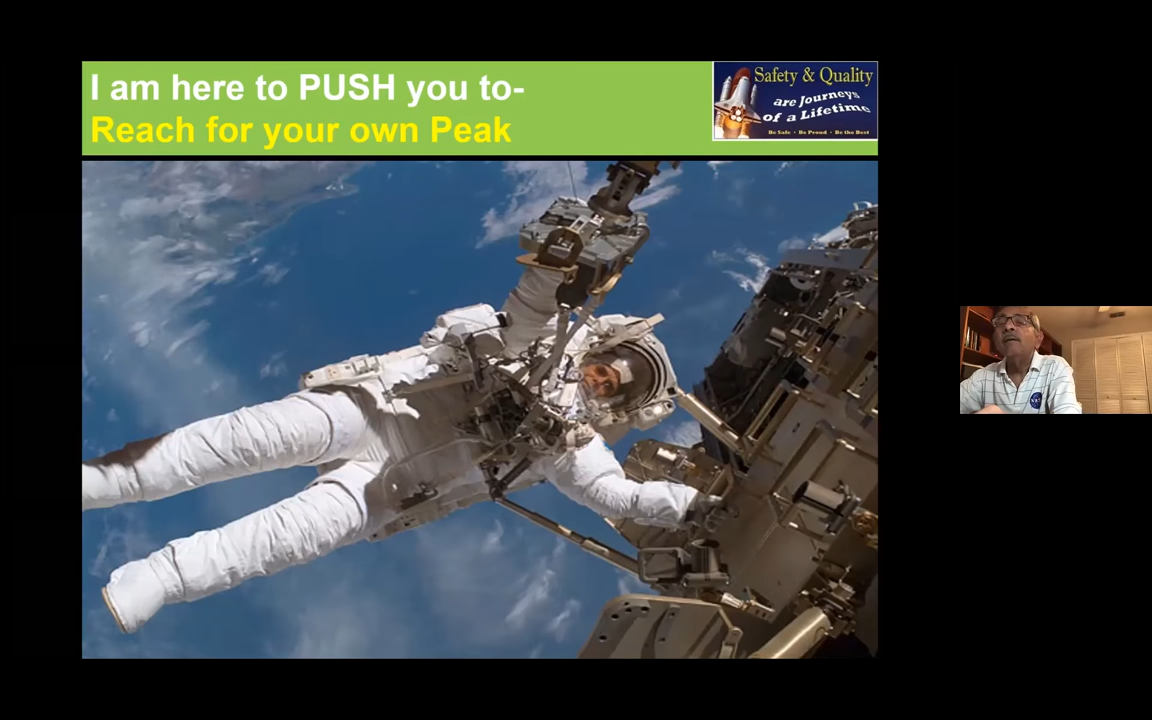 I am here to PUSH you to-
Reach for your own Peak
Safety & Quality
are Journeys
of a Lifetime
Be Safe • Be Proud • Be the Best